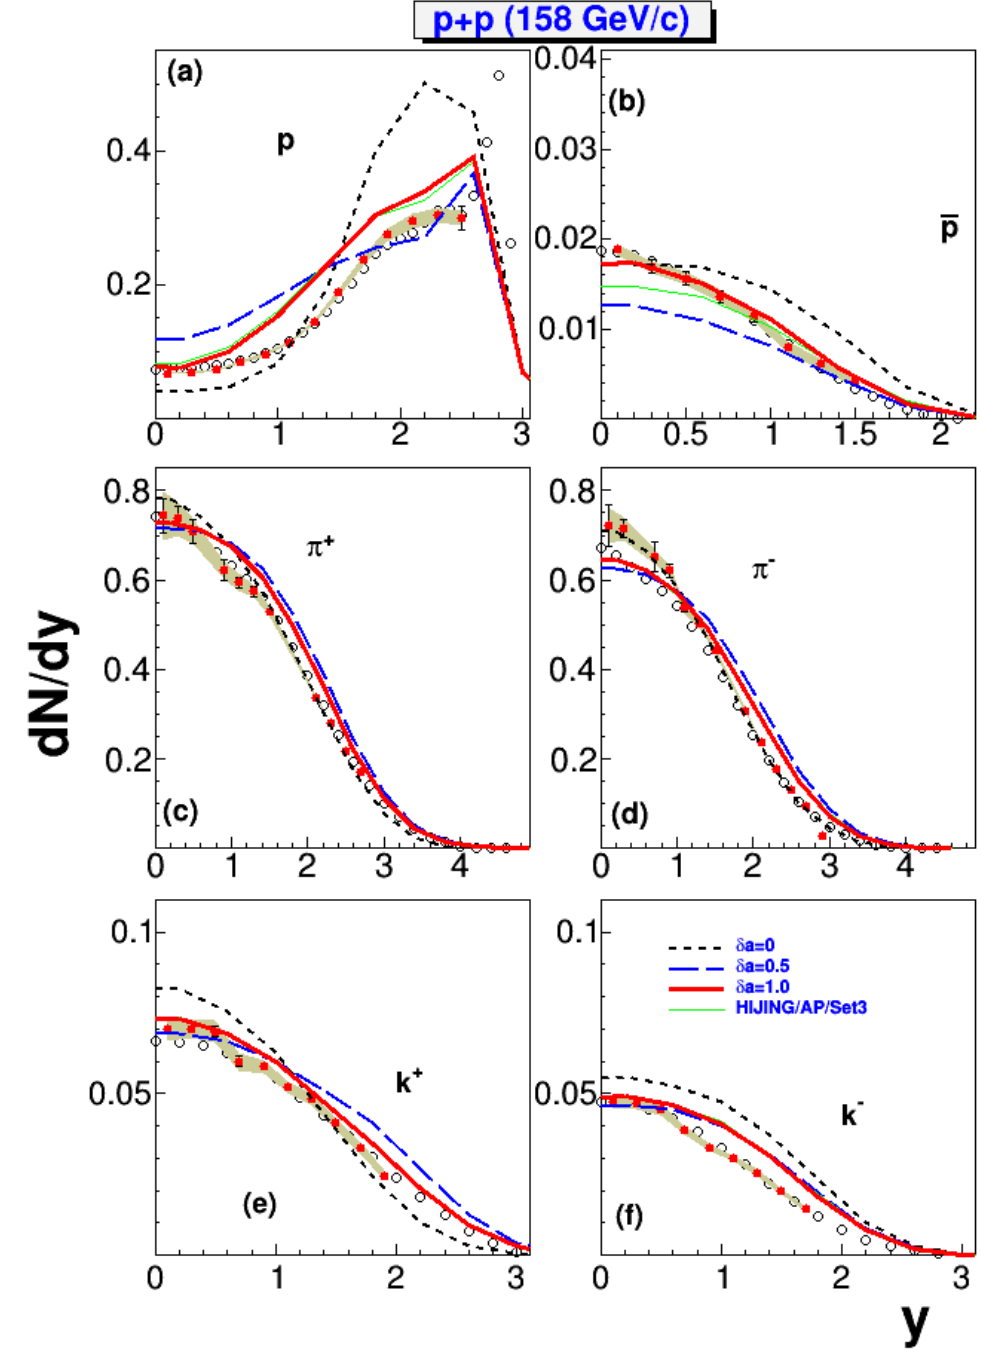 p+p (158 GeV/c)
(a)
p
0.4
0.2
0 1 2 3
0.04
(b)
0.03
p̅
0.02
0.01
0 0.5 1 1.5 2
dN/dy
0.8
π+
0.6
0.4
0.2
(c)
0 1 2 3 4
0.8
π-
0.6
0.4
0.2
(d)
0 1 2 3 4
0.1
k+
0.05
(e)
0 1 2 3
0.1
δa=0
δa=0.5
δa=1.0
HIJING/AP/Set3
0.05
k-
(f)
0 1 2 3
y